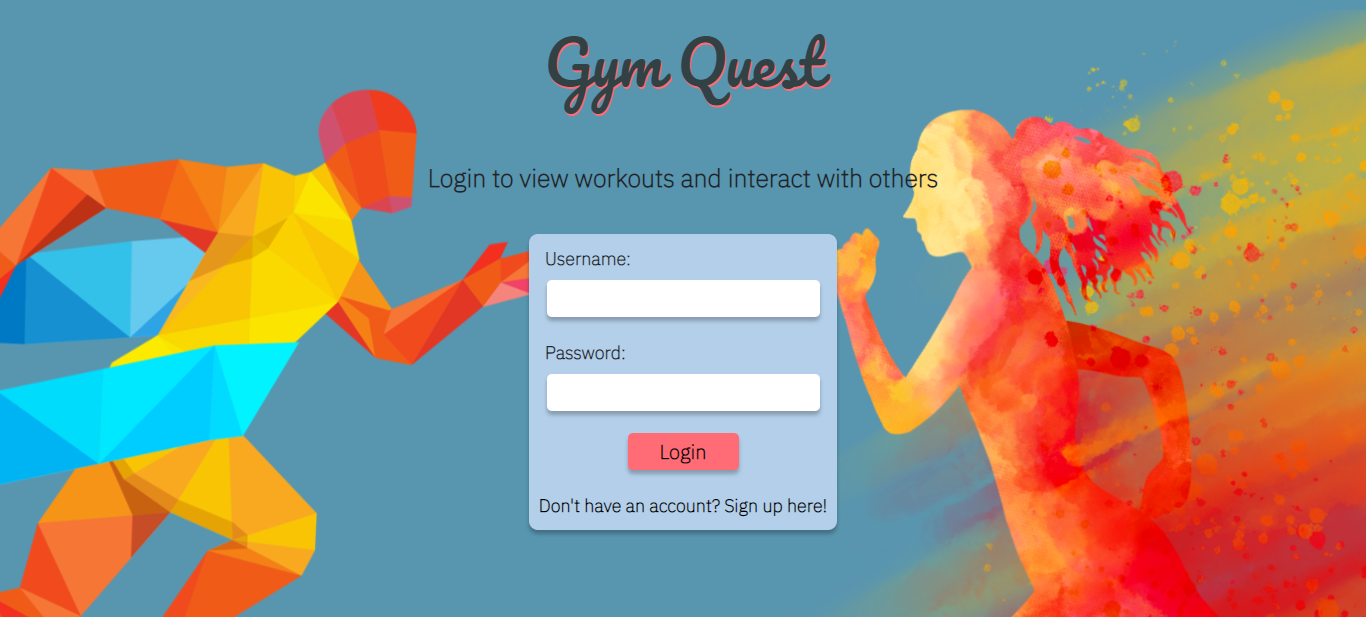 Gym Quest
Login to view workouts and interact with others
Username:
Password:
Login
Don't have an account? Sign up here!